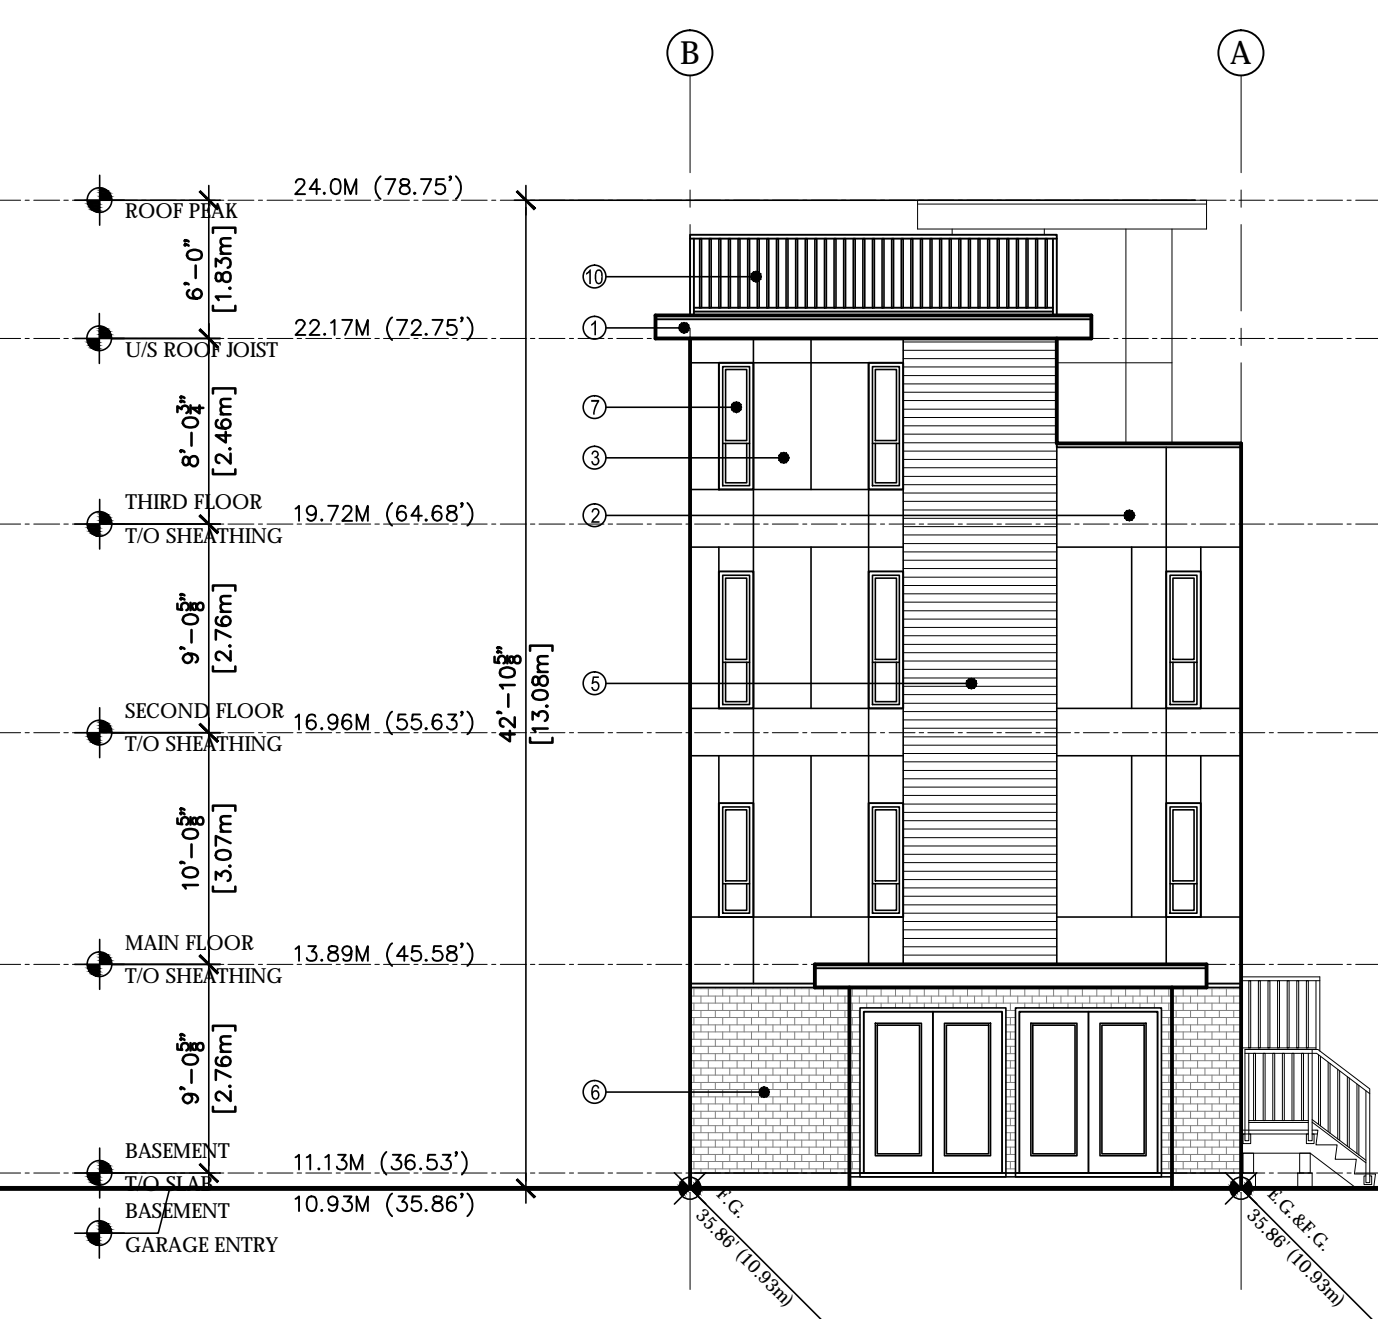 B
A
24.0M (78.75')
ROOF PEAK
6'-0"
[1.83m]
10
1
22.17M (72.75')
U/S ROOF JOIST
8'-0¾"
[2.46m]
7
3
THIRD FLOOR
T/O SHEATHING
19.72M (64.68')
2
9'-0⅝"
[2.76m]
42'-10⅝"
[13.08m]
5
SECOND FLOOR
T/O SHEATHING
16.96M (55.63')
10'-0⅝"
[3.07m]
MAIN FLOOR
T/O SHEATHING
13.89M (45.58')
9'-0⅝"
[2.76m]
6
BASEMENT
T/O SLAB
11.13M (36.53')
10.93M (35.86')
BASEMENT
GARAGE ENTRY
F.G.
35.86' (10.93m)
E.G.&F.G.
35.86' (10.93m)